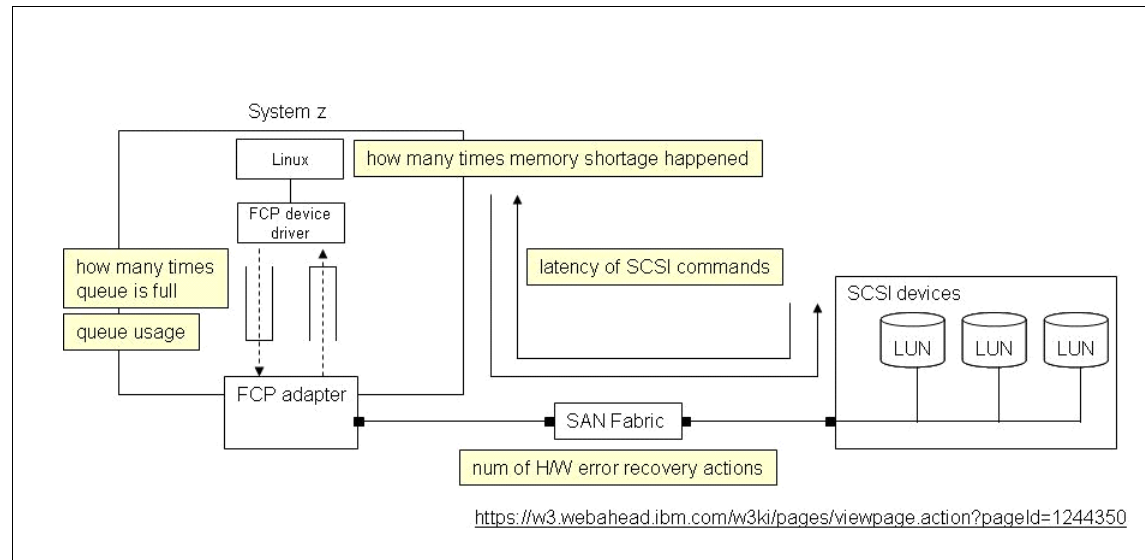 System z
Linux
how many times memory shortage happened
FCP device
driver
how many times
queue is full
queue usage
latency of SCSI commands
SCSI devices
LUN LUN LUN
FCP adapter
SAN Fabric
num of H/W error recovery actions
https://w3.webahead.ibm.com/w3ki/pages/viewpage.action?pageId=1244350